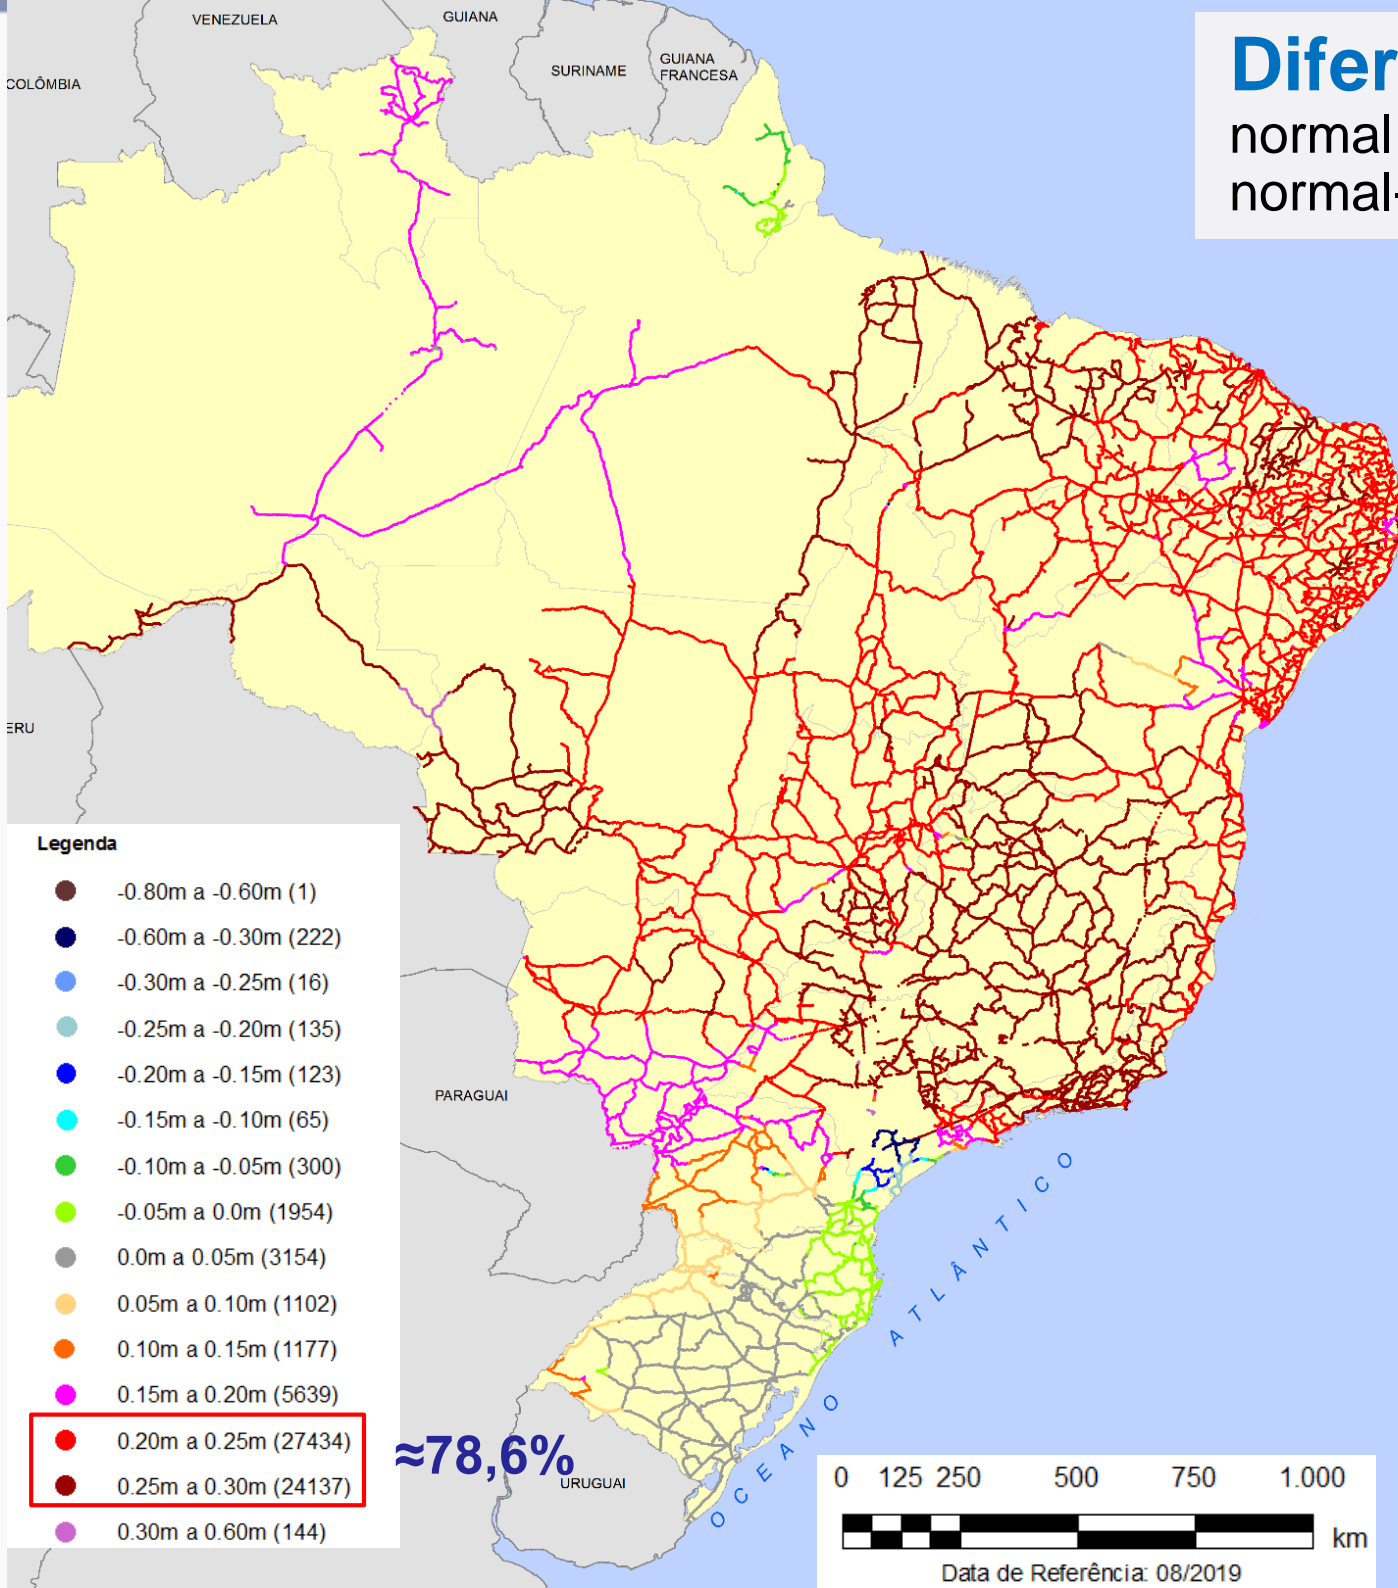 VENEZUELA
GUIANA
COLÔMBIA
SURINAME
GUIANA
FRANCESA
Difer
normal
normal-
ERU
Legenda
-0.80m a -0.60m (1)
-0.60m a -0.30m (222)
-0.30m a -0.25m (16)
-0.25m a -0.20m (135)
-0.20m a -0.15m (123)
-0.15m a -0.10m (65)
-0.10m a -0.05m (300)
-0.05m a 0.0m (1954)
0.0m a 0.05m (3154)
0.05m a 0.10m (1102)
0.10m a 0.15m (1177)
0.15m a 0.20m (5639)
0.20m a 0.25m (27434)
0.25m a 0.30m (24137)
0.30m a 0.60m (144)
≈78,6%
PARAGUAI
URUGUAI
OCEANO ATLÂNTICO
0 125 250 500 750 1.000
km
Data de Referência: 08/2019